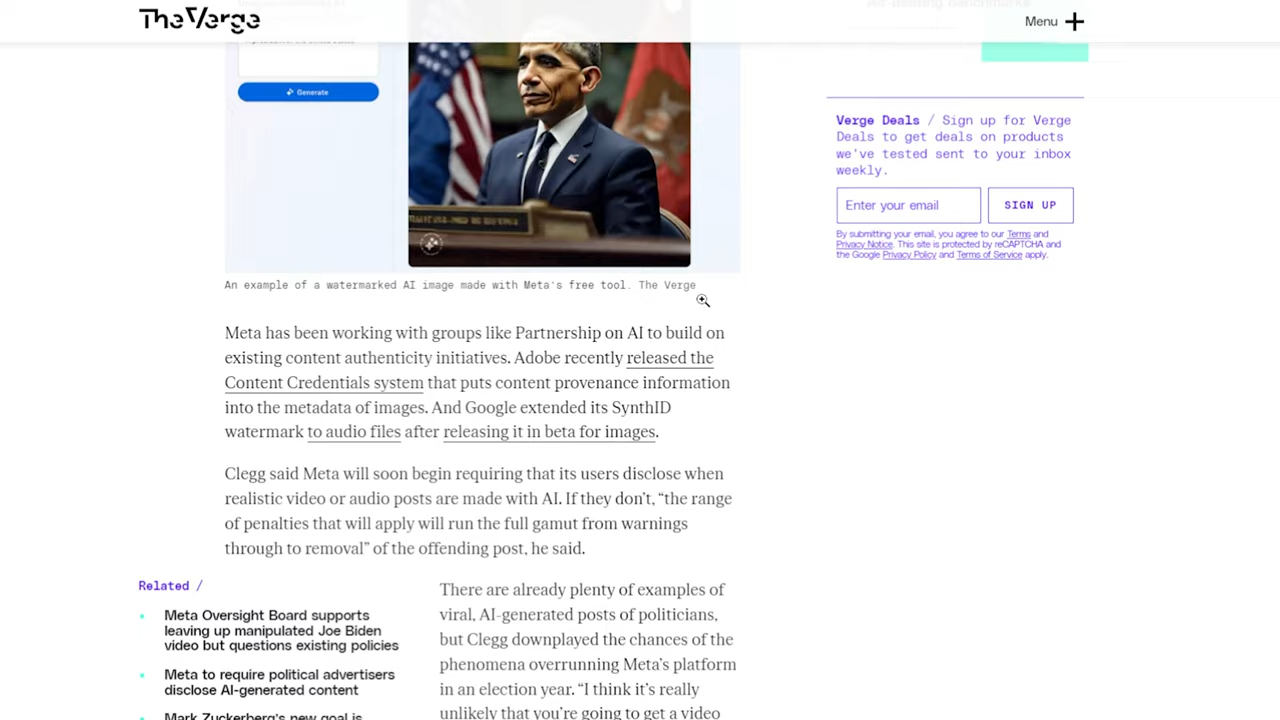 The Verge
Menu
Generate
An example of a watermarked AI image made with Meta's free tool. The Verge
Meta has been working with groups like Partnership on AI to build on
existing content authenticity initiatives. Adobe recently released the
Content Credentials system that puts content provenance information
into the metadata of images. And Google extended its SynthID
watermark to audio files after releasing it in beta for images.
Clegg said Meta will soon begin requiring that its users disclose when
realistic video or audio posts are made with AI. If they don't, “the range
of penalties that will apply will run the full gamut from warnings
through to removal” of the offending post, he said.
Related /
Meta Oversight Board supports
leaving up manipulated Joe Biden
video but questions existing policies
Meta to require political advertisers
disclose AI-generated content
Mark Zuckerberg's new goal is
There are already plenty of examples of
viral, AI-generated posts of politicians,
but Clegg downplayed the chances of the
phenomena overrunning Meta's platform
in an election year. “I think it's really
unlikely that you're going to get a video
Verge Deals / Sign up for Verge
Deals to get deals on products
we've tested sent to your inbox
weekly.
Enter your email
SIGN UP
By submitting your email, you agree to our Terms and
Privacy Notice. This site is protected by reCAPTCHA and
the Google Privacy Policy and Terms of Service apply.